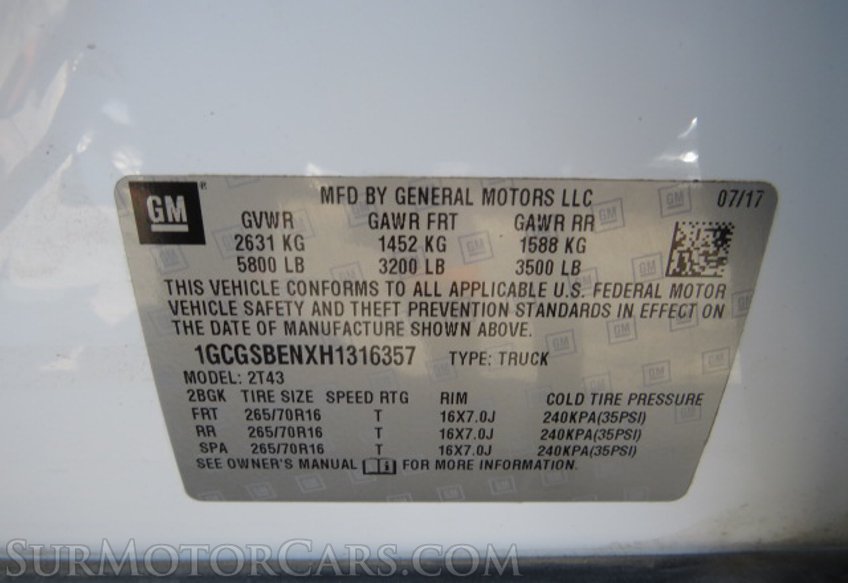 GM ® MFD BY GENERAL MOTORS LLC 07/17
GVWR GAWR FRT GAWR RR
2631 KG 1452 KG 1588 KG
5800 LB 3200 LB 3500 LB
THIS VEHICLE CONFORMS TO ALL APPLICABLE U.S. FEDERAL MOTOR
VEHICLE SAFETY AND THEFT PREVENTION STANDARDS IN EFFECT ON
THE DATE OF MANUFACTURE SHOWN ABOVE.
1GCGSBENXH1316357 TYPE: TRUCK
MODEL: 2T43
2BGK TIRE SIZE SPEED RTG RIM COLD TIRE PRESSURE
FRT 265/70R16 T 16X7.0J 240KPA(35PSI)
RR 265/70R16 T 16X7.0J 240KPA(35PSI)
SPA 265/70R16 T 16X7.0J 240KPA(35PSI)
SEE OWNER'S MANUAL FOR MORE INFORMATION.
SURMOTORCARS.COM